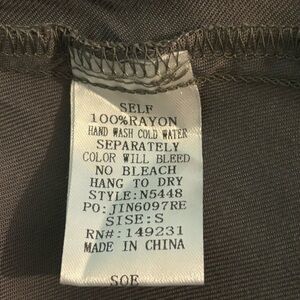 SELF
100%RAYON
HAND WASH COLD WATER
SEPARATELY
COLOR WILL BLEED
NO BLEACH
HANG TO DRY
STYLE:N5448
PO:JIN6097RE
SISE:S
RN#:149231
MADE IN CHINA